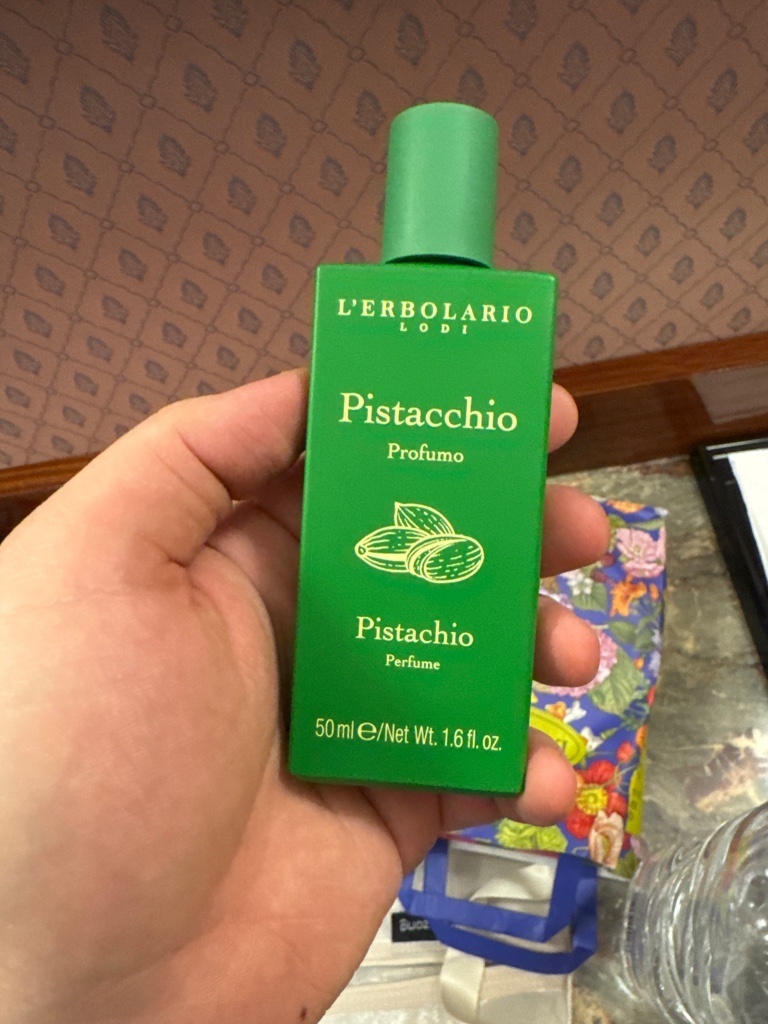 L'ERBOLARIO
LODI
Pistacchio
Profumo
Pistachio
Perfume
50 ml e/Net Wt. 1.6 fl. oz.